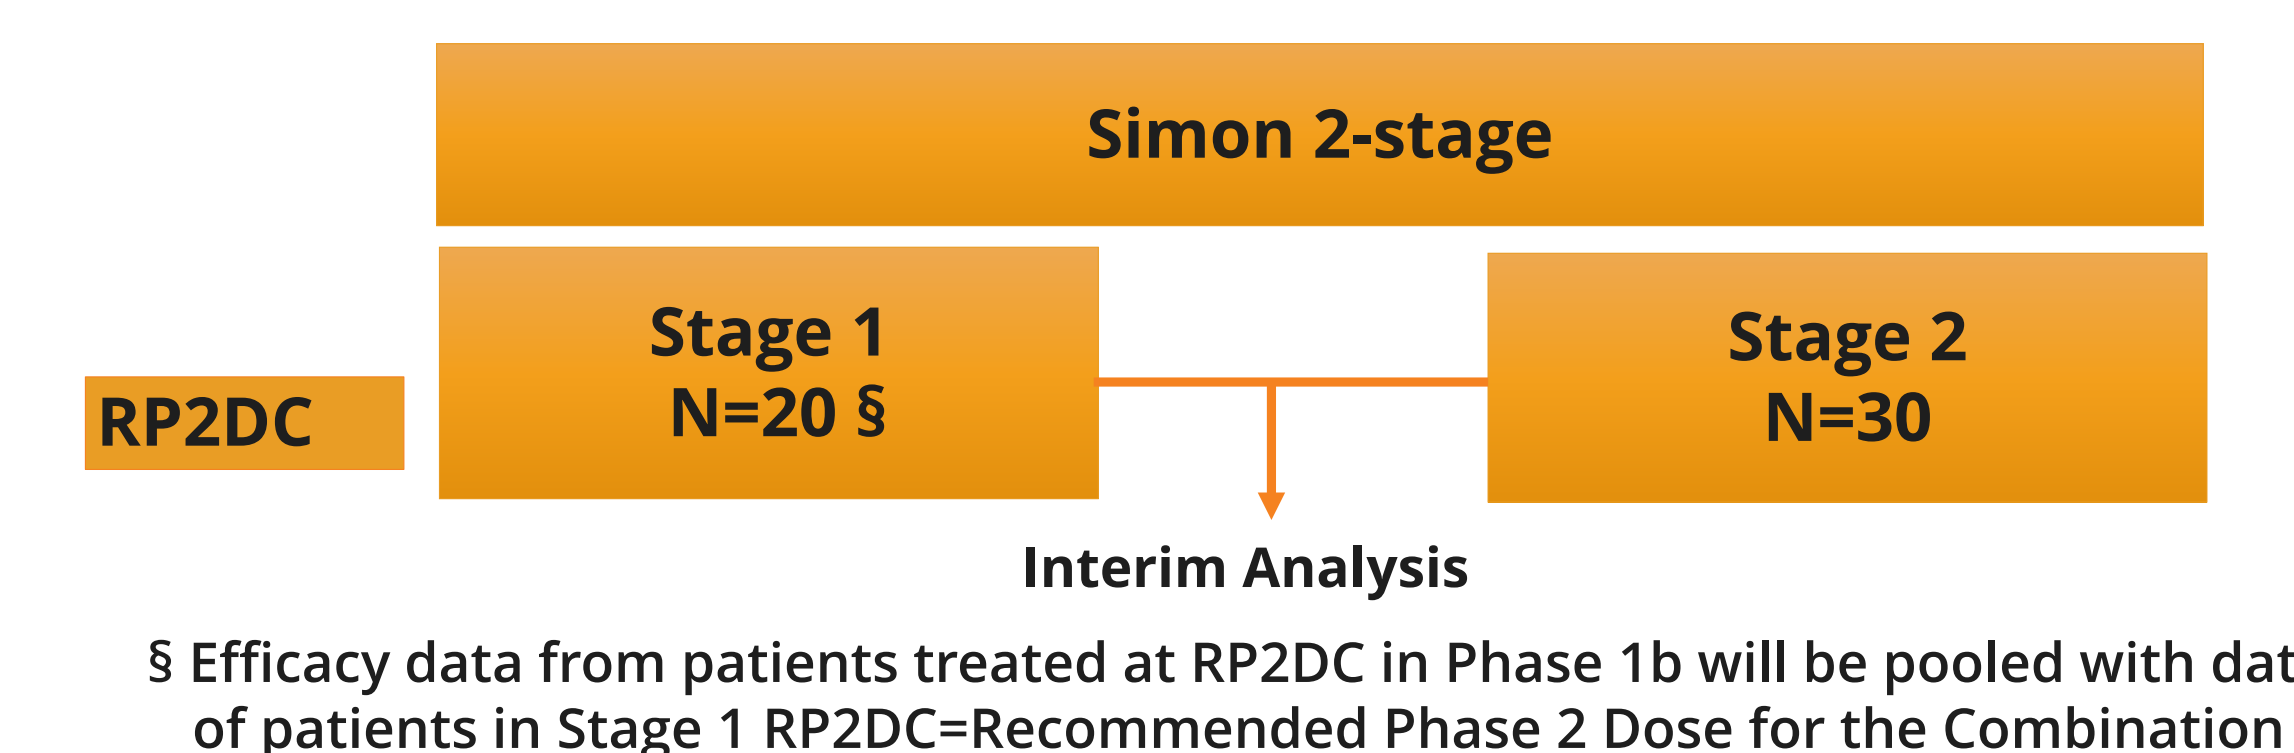 Simon 2-stage
Stage 1
N=20 §
Stage 2
N=30
RP2DC
Interim Analysis
§ Efficacy data from patients treated at RP2DC in Phase 1b will be pooled with
of patients in Stage 1 RP2DC=Recommended Phase 2 Dose for the Combination